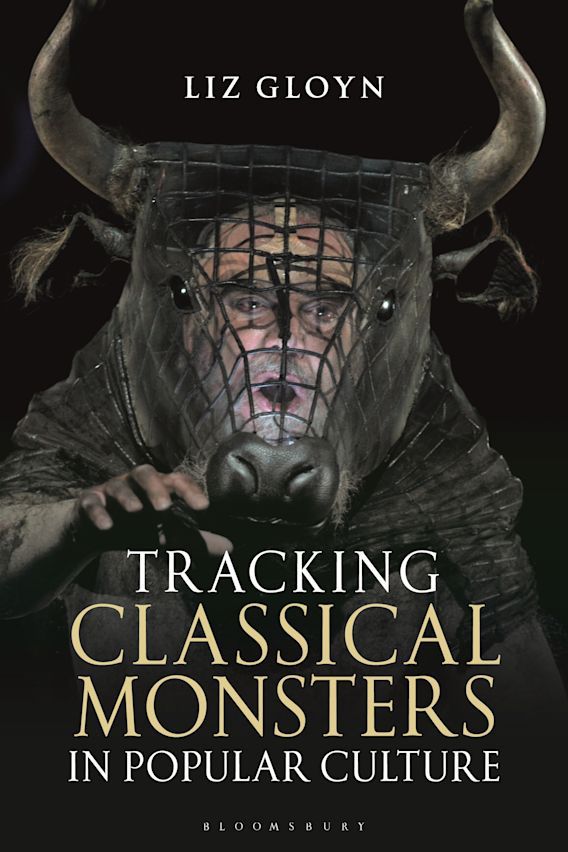 LIZ GLOYN
TRACKING
CLASSICAL
MONSTERS
IN POPULAR CULTURE
BLOOMSBURY